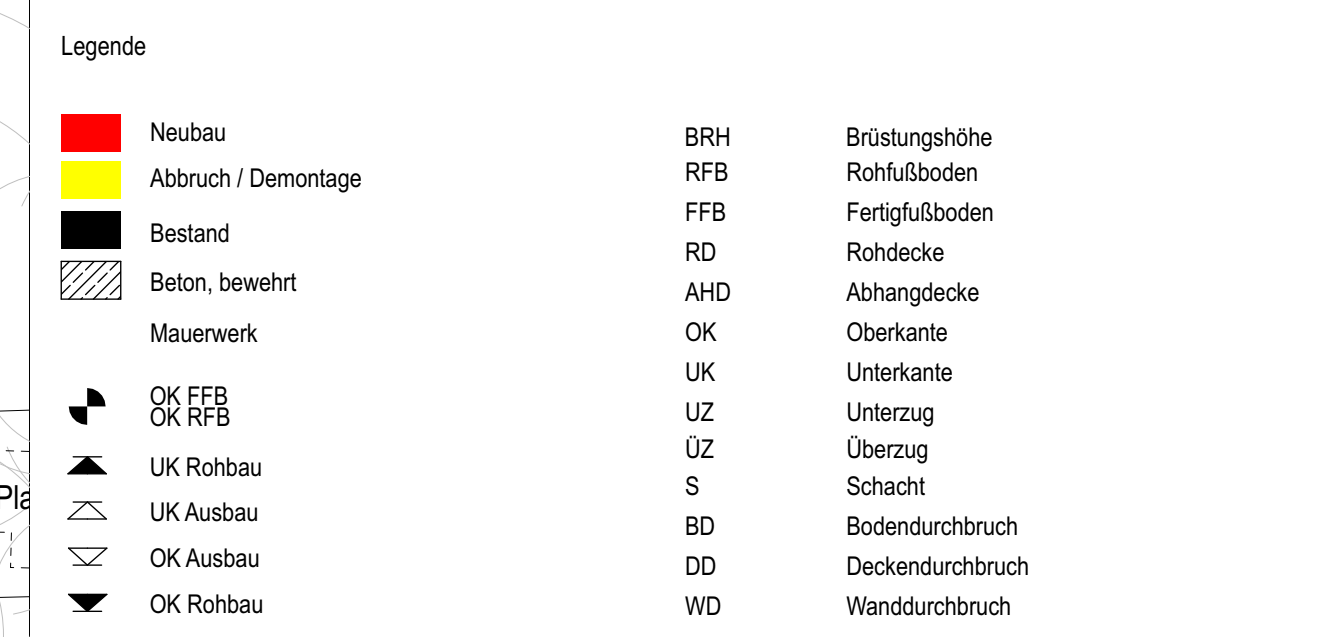 Legende
Neubau
Abbruch / Demontage
Bestand
Beton, bewehrt
Mauerwerk
OK FFB
OK RFB
UK Rohbau
UK Ausbau
OK Ausbau
OK Rohbau
BRH Brüstungshöhe
RFB Rohfußboden
FFB Fertigfußboden
RD Rohdecke
AHD Abhangdecke
OK Oberkante
UK Unterkante
UZ Unterzug
ÜZ Überzug
S Schacht
BD Bodendurchbruch
DD Deckendurchbruch
WD Wanddurchbruch